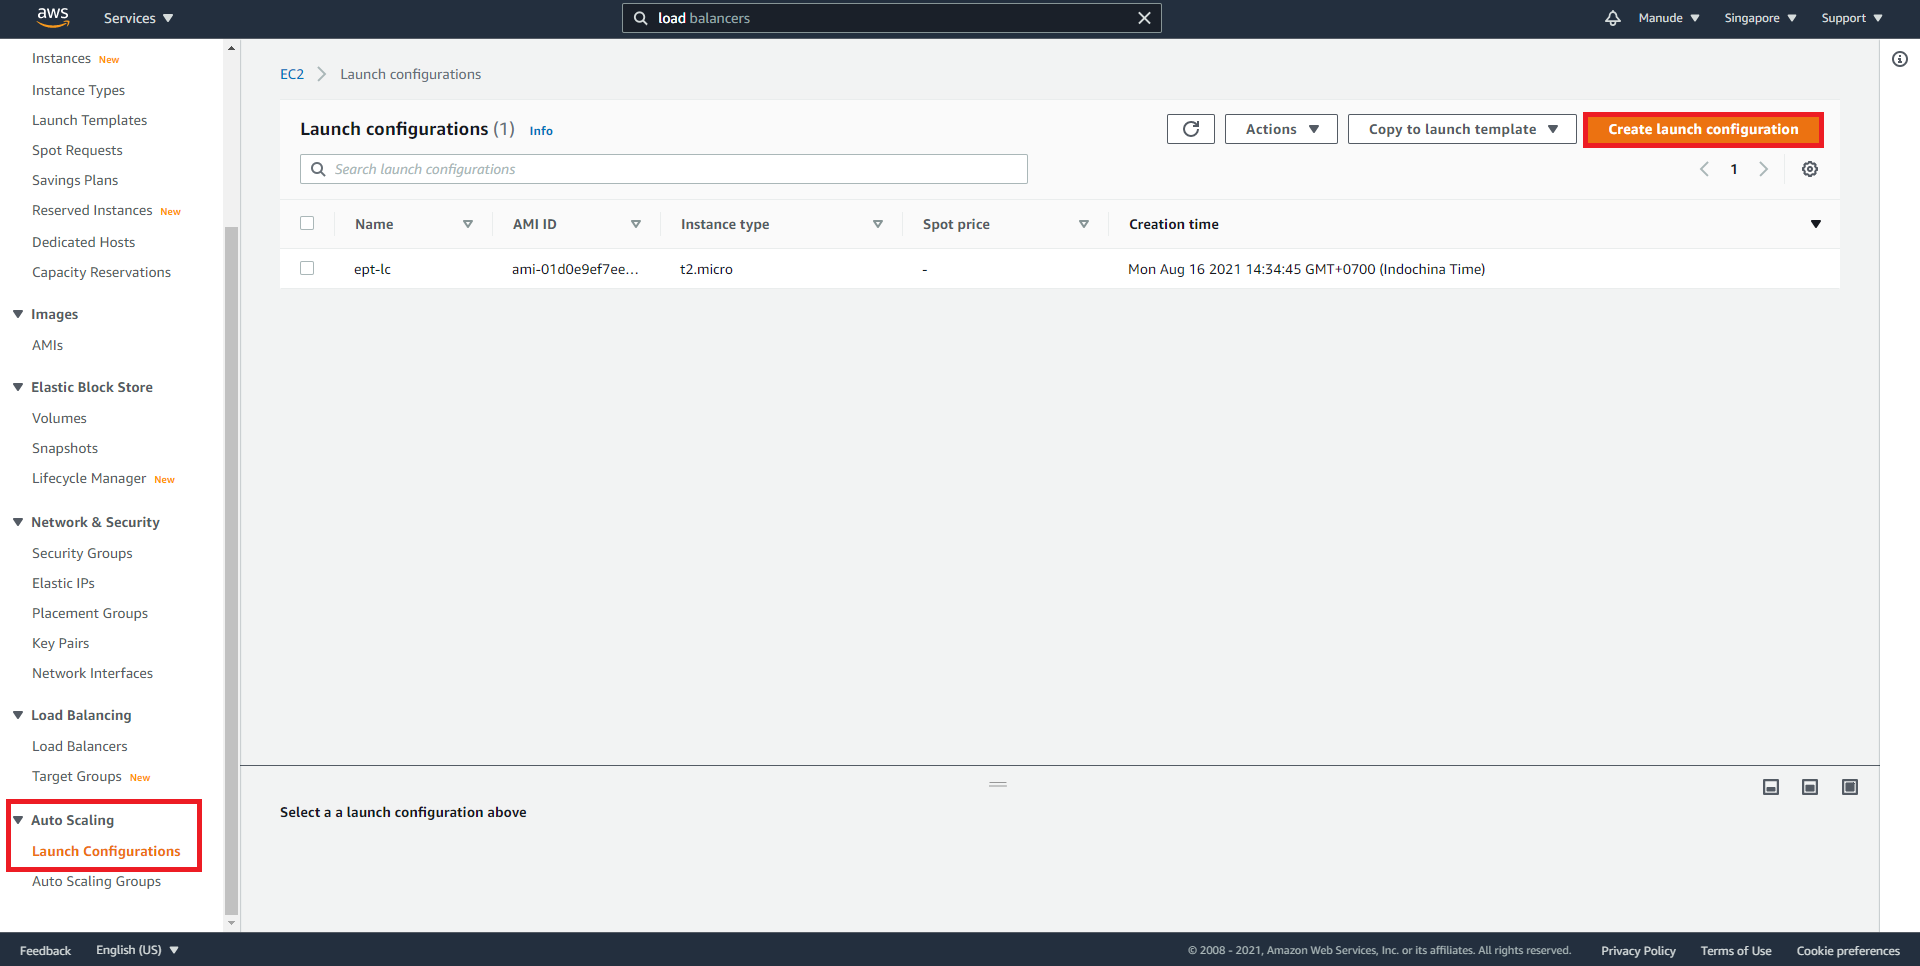 aws
Services
load balancers
Manude
Singapore
Support
Instances New
Instance Types
Launch Templates
Spot Requests
Savings Plans
Reserved Instances New
Dedicated Hosts
Capacity Reservations
Images
AMIs
Elastic Block Store
Volumes
Snapshots
Lifecycle Manager New
Network & Security
Security Groups
Elastic IPs
Placement Groups
Key Pairs
Network Interfaces
Load Balancing
Load Balancers
Target Groups New
Auto Scaling
Launch Configurations
Auto Scaling Groups
EC2 Launch configurations
Launch configurations (1) Info
Actions
Copy to launch template
Create launch configuration
Search launch configurations
1
Name AMI ID Instance type Spot price Creation time
ept-lc ami-01d0e9ef7ee... t2.micro - Mon Aug 16 2021 14:34:45 GMT+0700 (Indochina Time)
Select a a launch configuration above
Feedback English (US) © 2008 - 2021, Amazon Web Services, Inc. or its affiliates. All rights reserved. Privacy Policy Terms of Use Cookie preferences